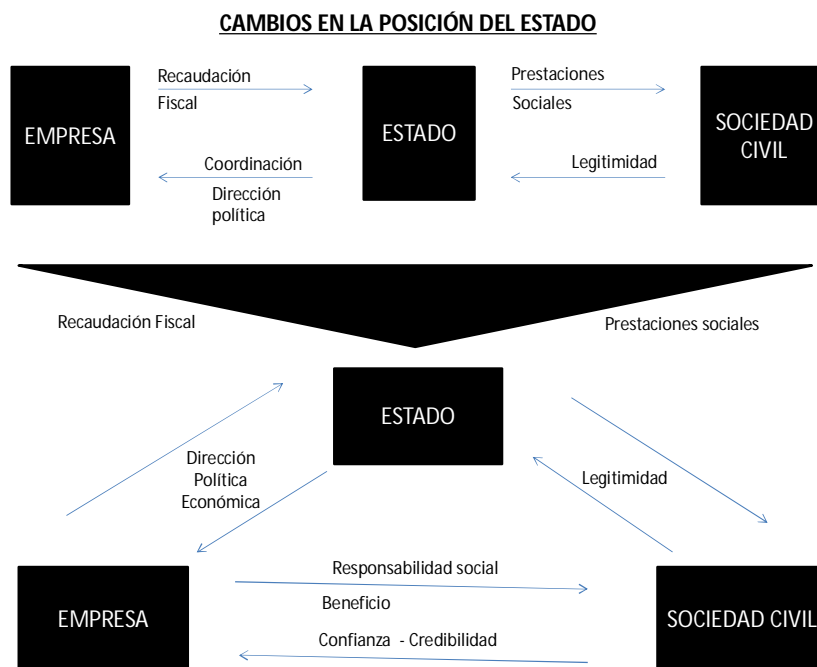 CAMBIOS EN LA POSICIÓN DEL ESTADO
Recaudación
Fiscal
Prestaciones
Sociales
EMPRESA
ESTADO
SOCIEDAD
CIVIL
Coordinación
Dirección
política
Legitimidad
Recaudación Fiscal
Prestaciones sociales
ESTADO
Dirección
Política
Económica
Legitimidad
Responsabilidad social
Beneficio
EMPRESA
SOCIEDAD CIVIL
Confianza - Credibilidad